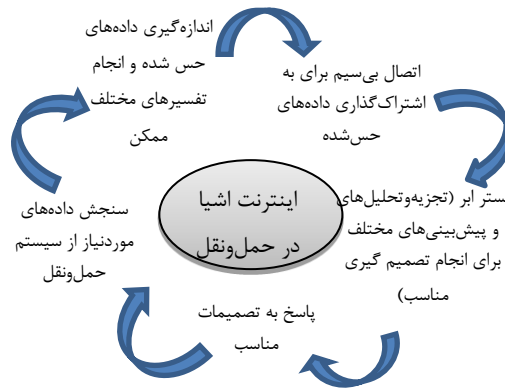 اندازه‌گیری داده‌های
حس شده و انجام
تفسیرهای مختلف
ممکن
اتصال بی‌سیم برای به
اشتراک‌گذاری داده‌های
حس‌شده
ستر ابر (تجزیه‌وتحلیل‌های
و پیش‌بینی‌های مختلف
برای انجام تصمیم گیری
مناسب)
پاسخ به تصمیمات
مناسب
سنجش داده‌های
موردنیاز از سیستم
حمل‌ونقل
اینترنت اشیا
در حمل‌ونقل